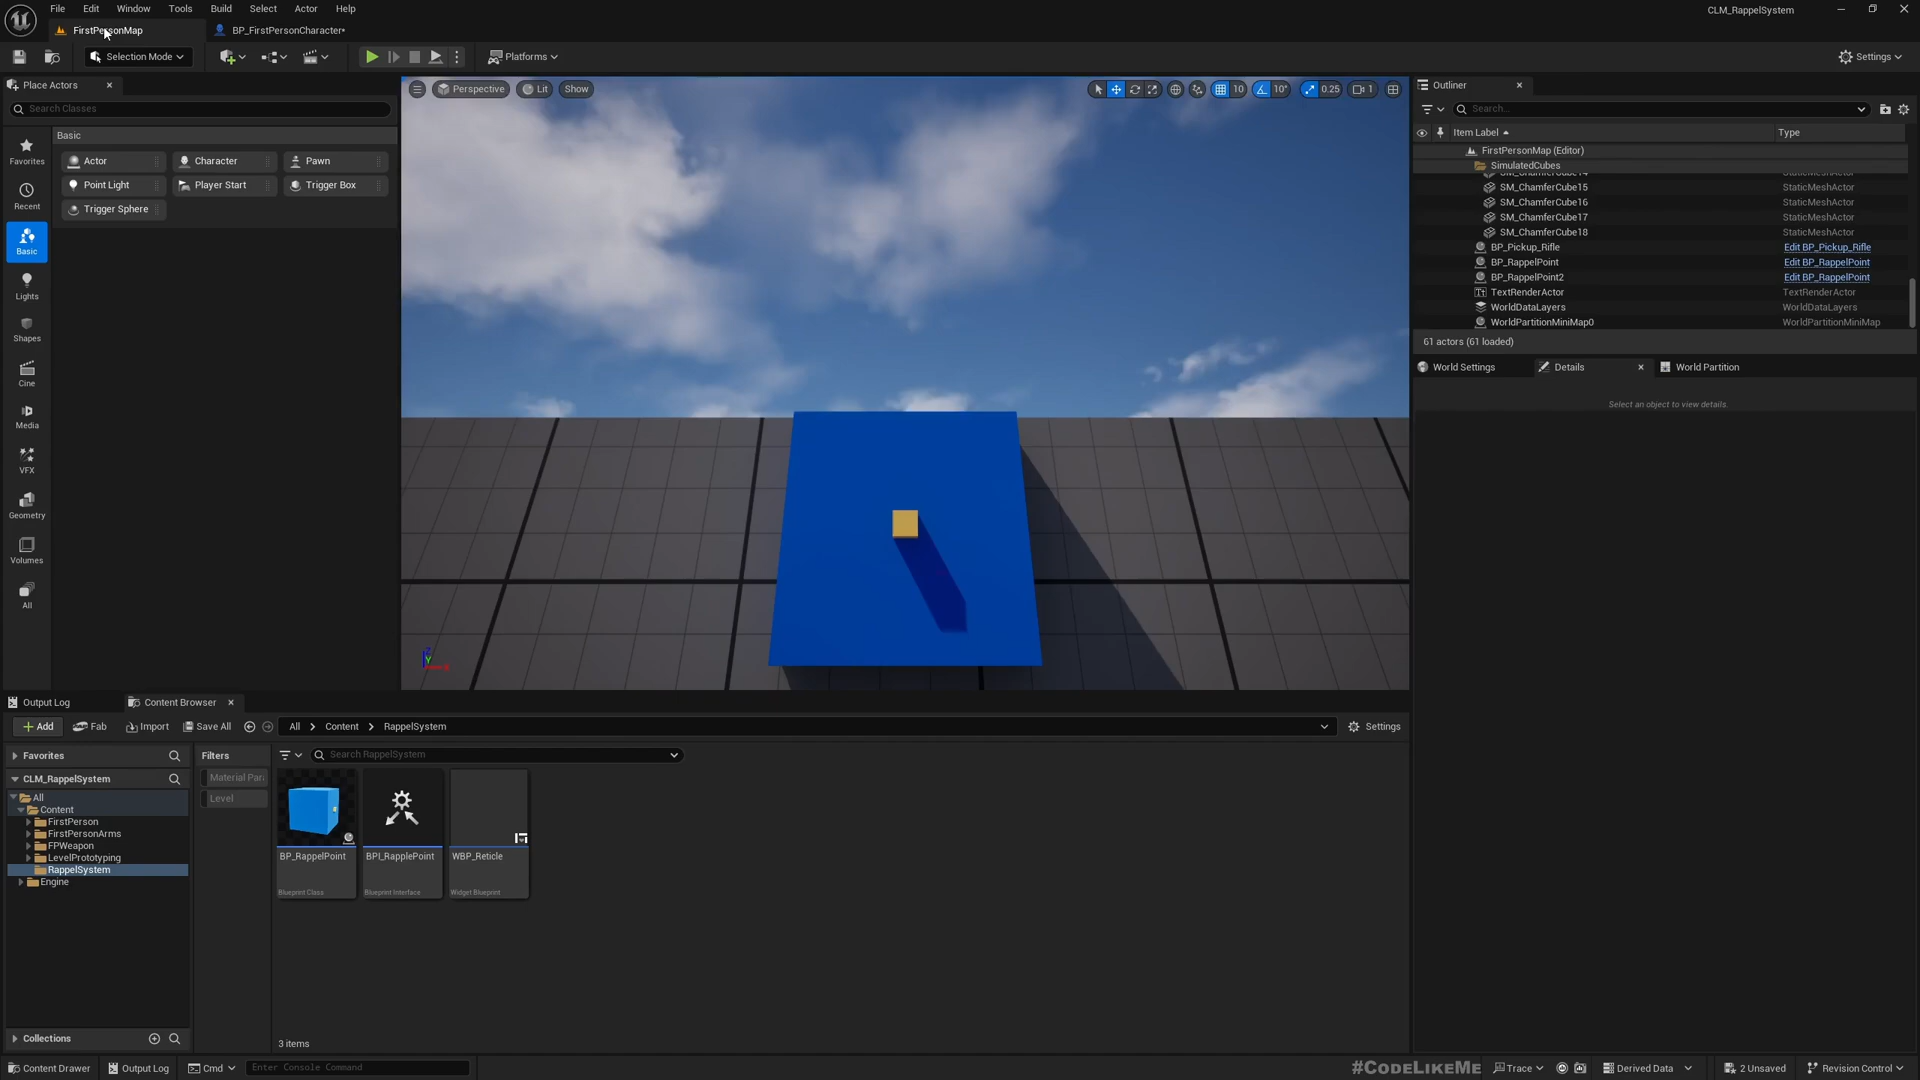 File Edit Window Tools Build Select Actor Help
CLM_RappelSystem
FirstPersonMap BP_FirstPersonCharacter*
Selection Mode Platforms Settings
Place Actors
Search Classes
Favorites
Recent
Basic
Lights
Shapes
Cine
Media
VFX
Geometry
Volumes
All
Basic
Actor Character Pawn
Point Light Player Start Trigger Box
Trigger Sphere
Perspective Lit Show 10 10° 0.25 1
Outliner
Search...
Item Label Type
FirstPersonMap (Editor)
SimulatedCubes
SM_ChamferCube14 StaticMeshActor
SM_ChamferCube15 StaticMeshActor
SM_ChamferCube16 StaticMeshActor
SM_ChamferCube17 StaticMeshActor
SM_ChamferCube18 StaticMeshActor
BP_Pickup_Rifle Edit BP_Pickup_Rifle
BP_RappelPoint Edit BP_RappelPoint
BP_RappelPoint2 Edit BP_RappelPoint
TextRenderActor TextRenderActor
WorldDataLayers WorldDataLayers
WorldPartitionMiniMap0 WorldPartitionMiniMap
61 actors (61 loaded)
World Settings Details World Partition
Select an object to view details.
Output Log Content Browser
Add Fab Import Save All All Content RappelSystem Settings
Favorites
CLM_RappelSystem
All
Content
FirstPerson
FirstPersonArms
FPWeapon
LevelPrototyping
RappelSystem
Engine
Collections
Filters
Material Para
Level
Search RappelSystem
BP_RappelPoint BPI_RapplePoint WBP_Reticle
Blueprint Class Blueprint Interface Widget Blueprint
3 items
Content Drawer Output Log Cmd Enter Console Command
#CodeLikeMe Trace Derived Data 2 Unsaved Revision Control